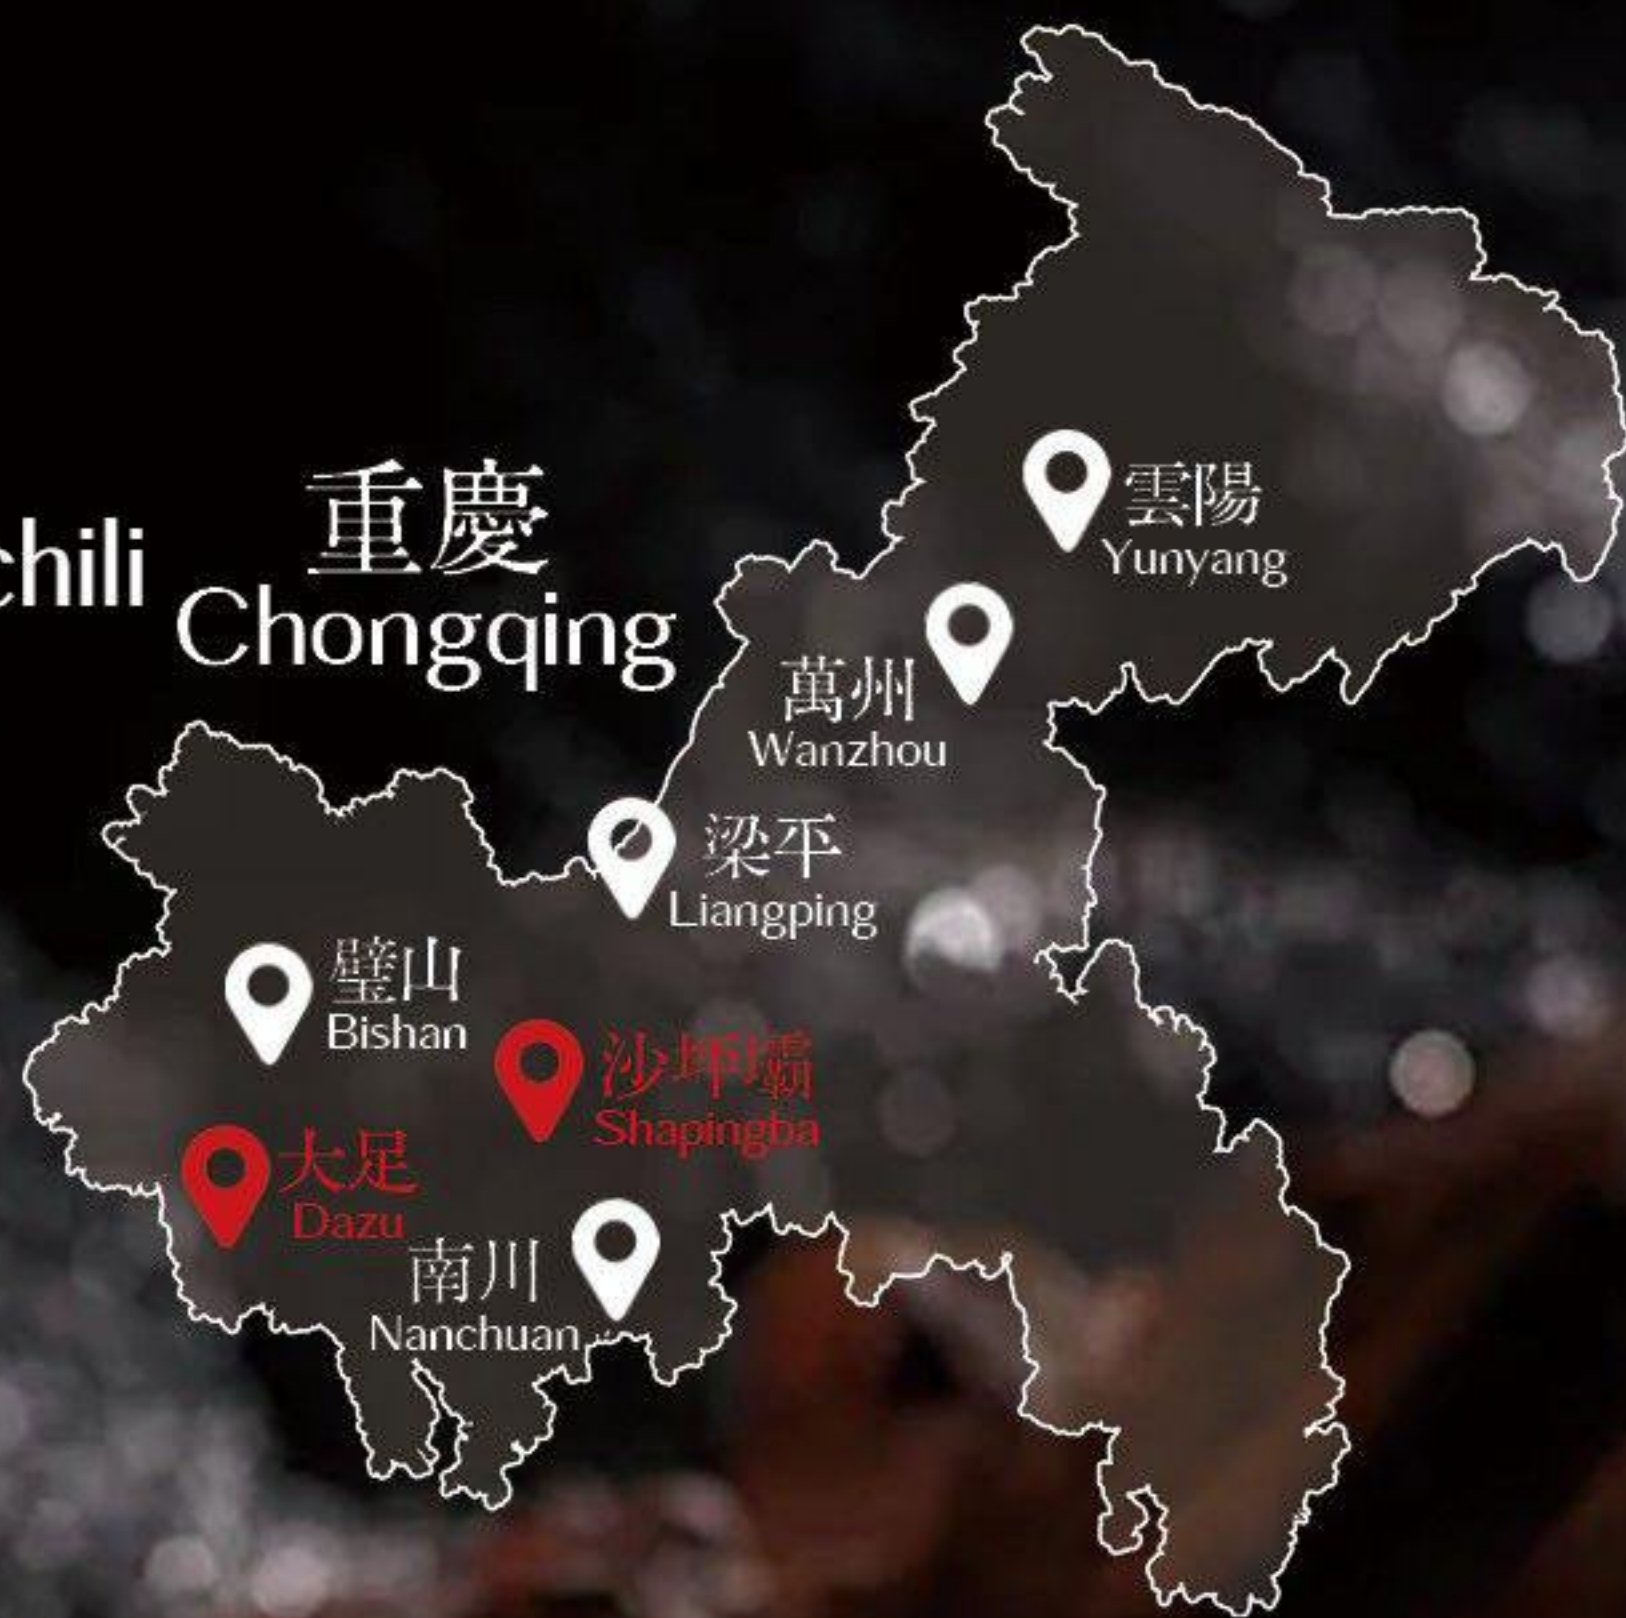 chili
重慶
Chongqing
雲陽
Yunyang
萬州
Wanzhou
梁平
Liangping
璧山
Bishan
沙坪壩
Shapingba
大足
Dazu
南川
Nanchuan